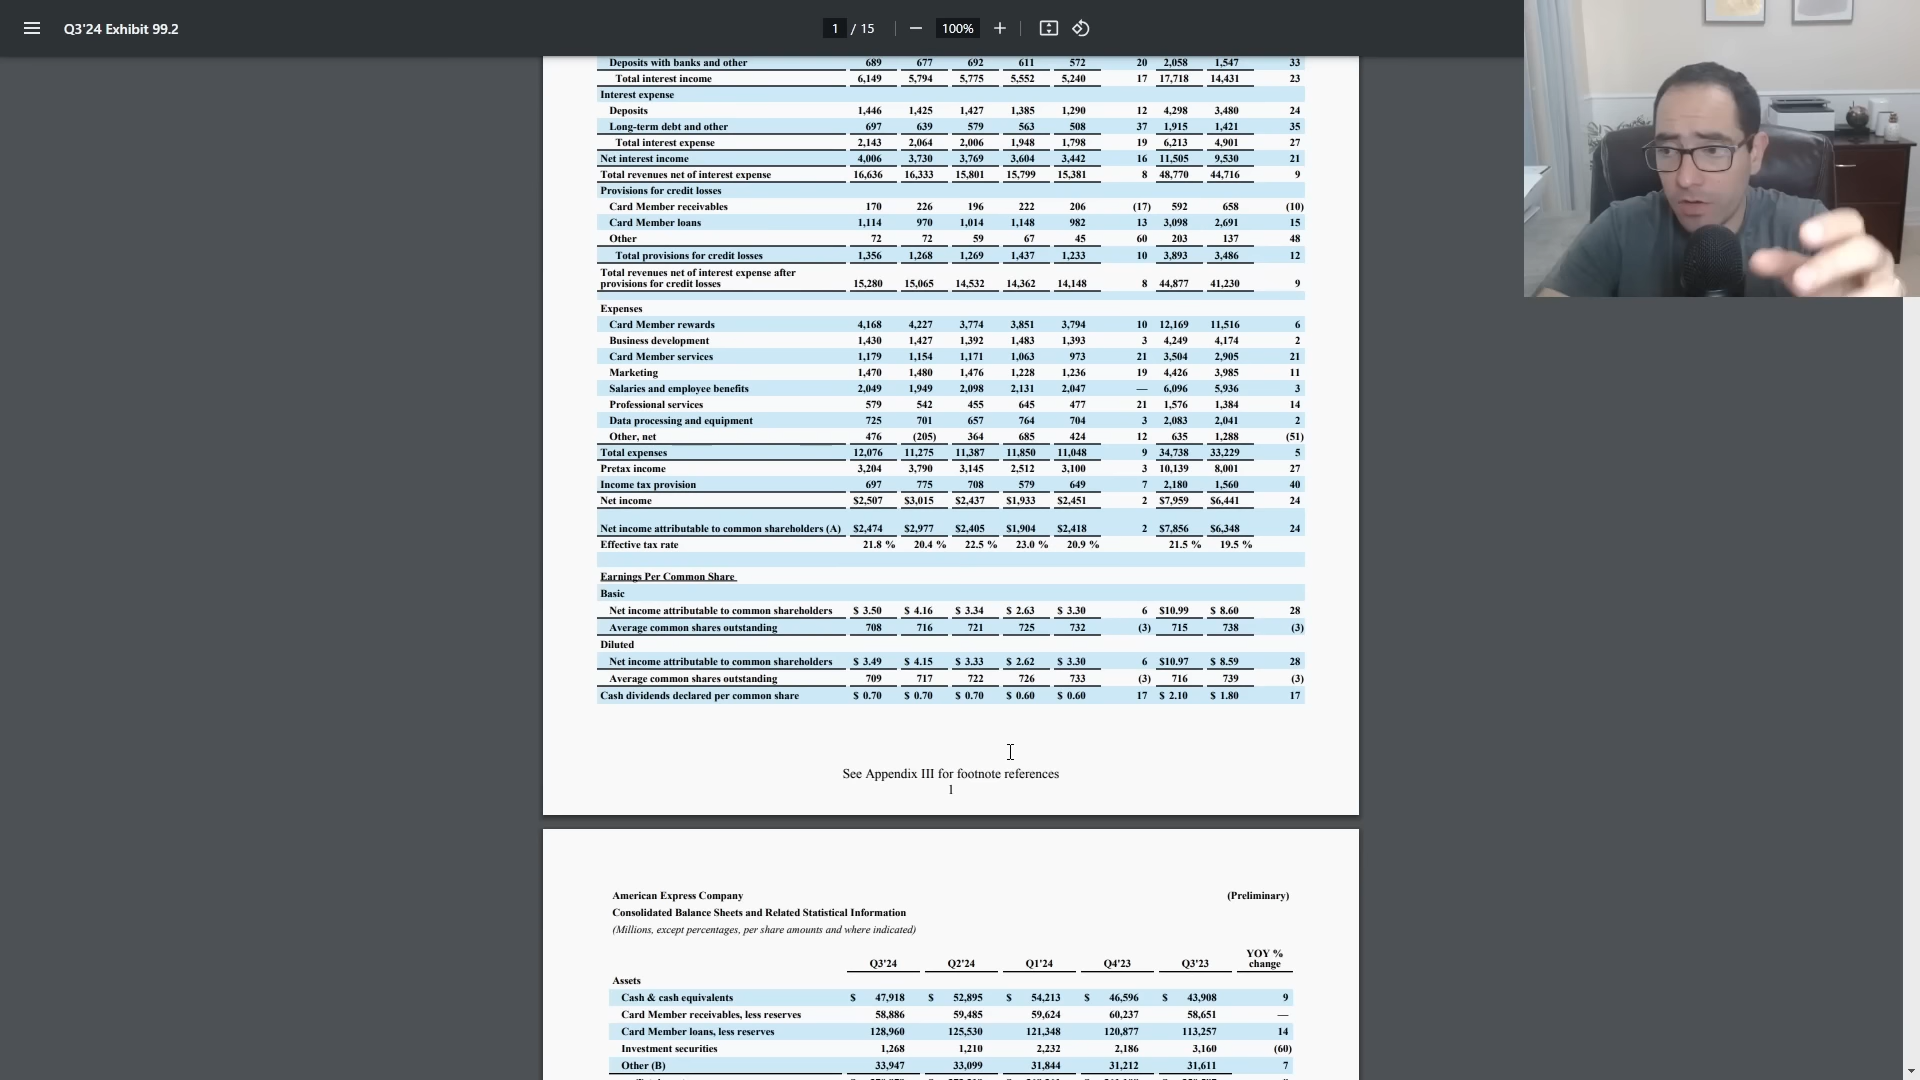 Q3'24 Exhibit 99.2
1 / 15
100%
Deposits with banks and other 689 677 692 611 572 20 2,058 1,547 33
Total interest income 6,149 5,794 5,775 5,552 5,240 17 17,718 14,431 23
Interest expense
Deposits 1,446 1,425 1,427 1,385 1,290 12 4,298 3,480 24
Long-term debt and other 697 639 579 563 508 37 1,915 1,421 35
Total interest expense 2,143 2,064 2,006 1,948 1,798 19 6,213 4,901 27
Net interest income 4,006 3,730 3,769 3,604 3,442 16 11,505 9,530 21
Total revenues net of interest expense 16,636 16,333 15,801 15,799 15,381 8 48,770 44,716 9
Provisions for credit losses
Card Member receivables 170 226 196 222 206 (17) 592 658 (10)
Card Member loans 1,114 970 1,014 1,148 982 13 3,098 2,691 15
Other 72 72 59 67 45 60 203 137 48
Total provisions for credit losses 1,356 1,268 1,269 1,437 1,233 10 3,893 3,486 12
Total revenues net of interest expense after
provisions for credit losses 15,280 15,065 14,532 14,362 14,148 8 44,877 41,230 9
Expenses
Card Member rewards 4,168 4,227 3,774 3,851 3,794 10 12,169 11,516 6
Business development 1,430 1,427 1,392 1,483 1,393 3 4,249 4,174 2
Card Member services 1,179 1,154 1,171 1,063 973 21 3,504 2,905 21
Marketing 1,470 1,480 1,476 1,228 1,236 19 4,426 3,985 11
Salaries and employee benefits 2,049 1,949 2,098 2,131 2,047 — 6,096 5,936 3
Professional services 579 542 455 645 477 21 1,576 1,384 14
Data processing and equipment 725 701 657 764 704 3 2,083 2,041 2
Other, net 476 (205) 364 685 424 12 635 1,288 (51)
Total expenses 12,076 11,275 11,387 11,850 11,048 9 34,738 33,229 5
Pretax income 3,204 3,790 3,145 2,512 3,100 3 10,139 8,001 27
Income tax provision 697 775 708 579 649 7 2,180 1,560 40
Net income $2,507 $3,015 $2,437 $1,933 $2,451 2 $7,959 $6,441 24
Net income attributable to common shareholders (A) $2,474 $2,977 $2,405 $1,904 $2,418 2 $7,856 $6,348 24
Effective tax rate 21.8 % 20.4 % 22.5 % 23.0 % 20.9 % 21.5 % 19.5 %
Earnings Per Common Share
Basic
Net income attributable to common shareholders $ 3.50 $ 4.16 $ 3.34 $ 2.63 $ 3.30 6 $10.99 $ 8.60 28
Average common shares outstanding 708 716 721 725 732 (3) 715 738 (3)
Diluted
Net income attributable to common shareholders $ 3.49 $ 4.15 $ 3.33 $ 2.62 $ 3.30 6 $10.97 $ 8.59 28
Average common shares outstanding 709 717 722 726 733 (3) 716 739 (3)
Cash dividends declared per common share $ 0.70 $ 0.70 $ 0.70 $ 0.60 $ 0.60 17 $ 2.10 $ 1.80 17
See Appendix III for footnote references
1
American Express Company (Preliminary)
Consolidated Balance Sheets and Related Statistical Information
(Millions, except percentages, per share amounts and where indicated)
YOY %
Q3'24 Q2'24 Q1'24 Q4'23 Q3'23 change
Assets
Cash & cash equivalents $ 47,918 $ 52,895 $ 54,213 $ 46,596 $ 43,908 9
Card Member receivables, less reserves 58,886 59,485 59,624 60,237 58,651 —
Card Member loans, less reserves 128,960 125,530 121,348 120,877 113,257 14
Investment securities 1,268 1,210 2,232 2,186 3,160 (60)
Other (B) 33,947 33,099 31,844 31,212 31,611 7